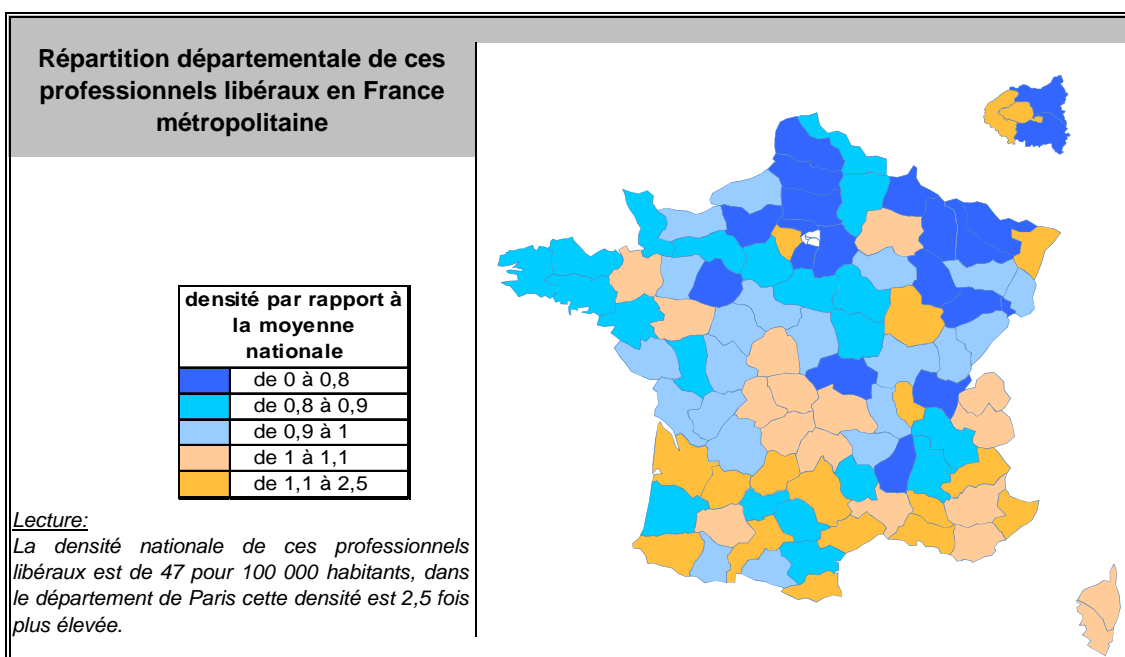 Répartition départementale de ces
professionnels libéraux en France
métropolitaine
densité par rapport à
la moyenne
nationale
de 0 à 0,8
de 0,8 à 0,9
de 0,9 à 1
de 1 à 1,1
de 1,1 à 2,5
Lecture:
La densité nationale de ces professionnels
libéraux est de 47 pour 100 000 habitants, dans
le département de Paris cette densité est 2,5 fois
plus élevée.